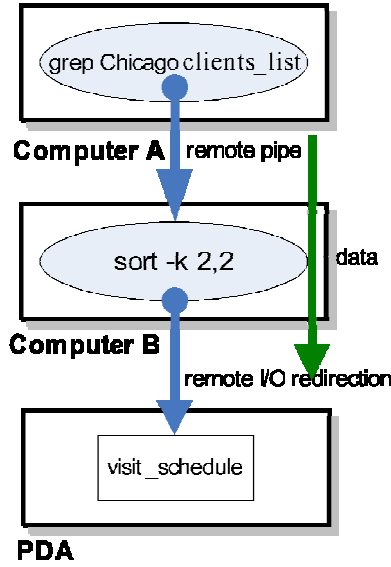 grep Chicago clients_list
Computer A
remote pipe
sort -k 2,2
data
Computer B
remote I/O redirection
visit_schedule
PDA